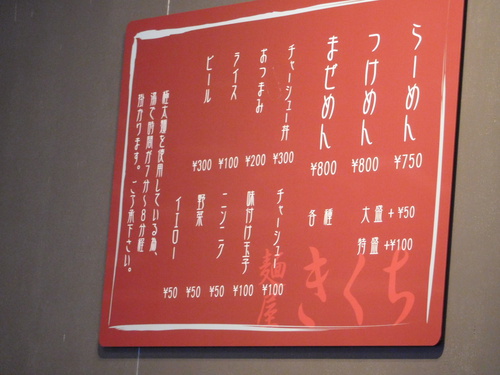 らーめん ¥750
つけめん ¥800
まぜめん ¥800
チャーシュー丼 ¥300
おつまみ ¥200
ライス ¥100
ビール ¥300
各種
大盛 +¥50
特盛 +¥100
チャーシュー ¥100
味付け玉子 ¥100
ニンニク ¥50
野菜 ¥50
イエロー ¥50
極太麺を使用している為、
湯で時間が7分〜8分程
掛かります。ご了承下さい。
麺屋
きくち